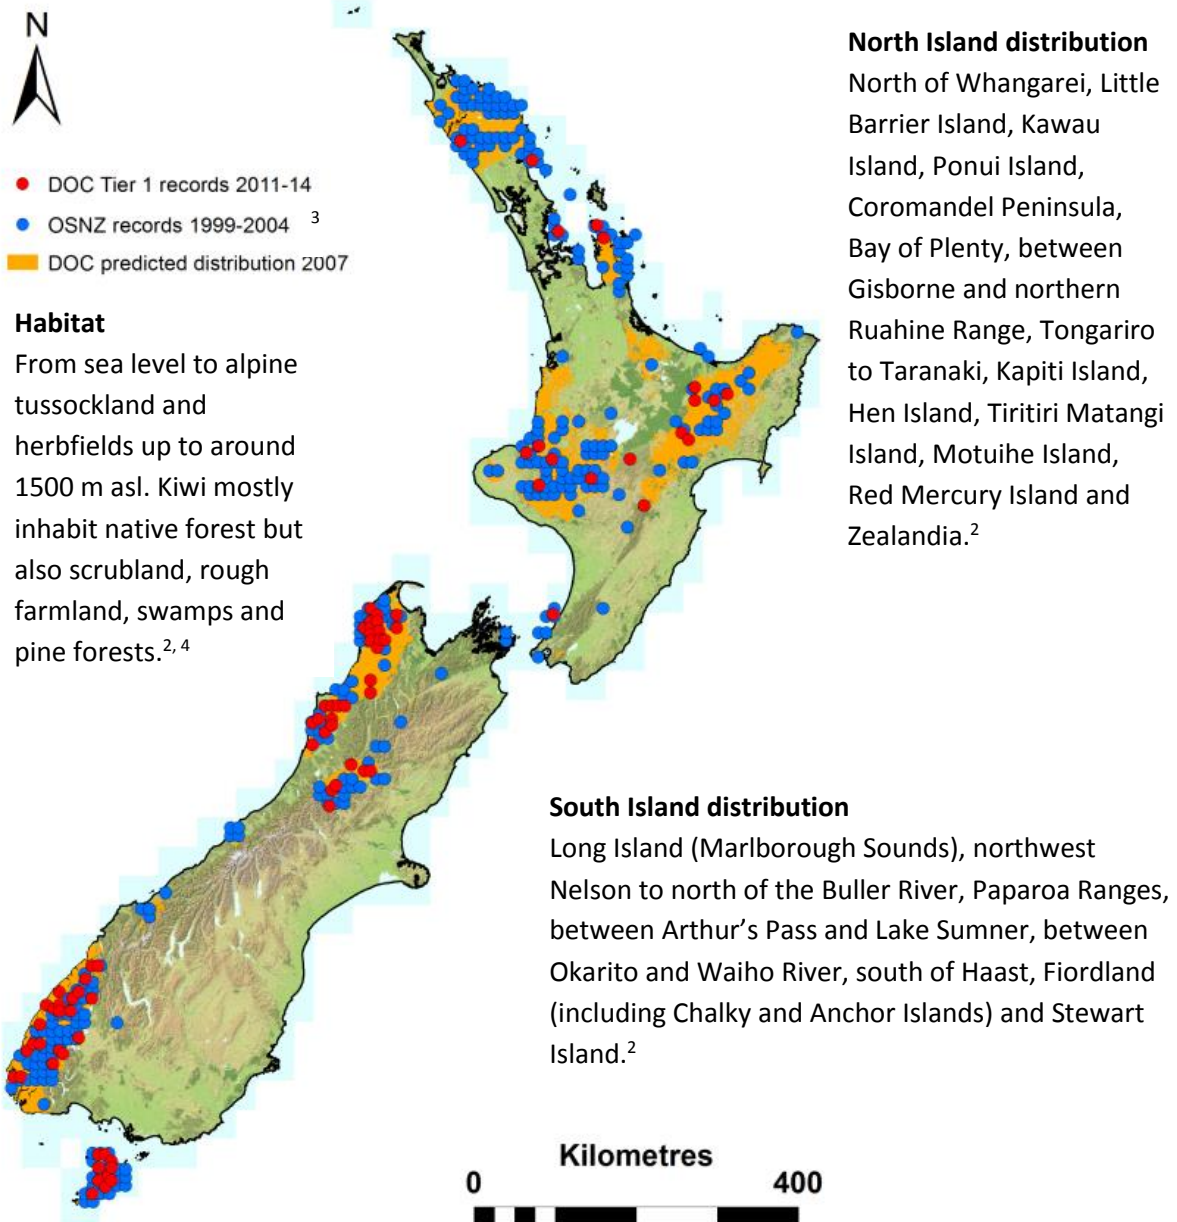 N
DOC Tier 1 records 2011-14
OSNZ records 1999-2004 3
DOC predicted distribution 2007
Habitat
From sea level to alpine
tussockland and
herbfields up to around
1500 m asl. Kiwi mostly
inhabit native forest but
also scrubland, rough
farmland, swamps and
pine forests.2, 4
North Island distribution
North of Whangarei, Little
Barrier Island, Kawau
Island, Ponui Island,
Coromandel Peninsula,
Bay of Plenty, between
Gisborne and northern
Ruahine Range, Tongariro
to Taranaki, Kapiti Island,
Hen Island, Tiritiri Matangi
Island, Motuihe Island,
Red Mercury Island and
Zealandia.2
South Island distribution
Long Island (Marlborough Sounds), northwest
Nelson to north of the Buller River, Paparoa Ranges,
between Arthur’s Pass and Lake Sumner, between
Okarito and Waiho River, south of Haast, Fiordland
(including Chalky and Anchor Islands) and Stewart
Island.2
Kilometres
0 400